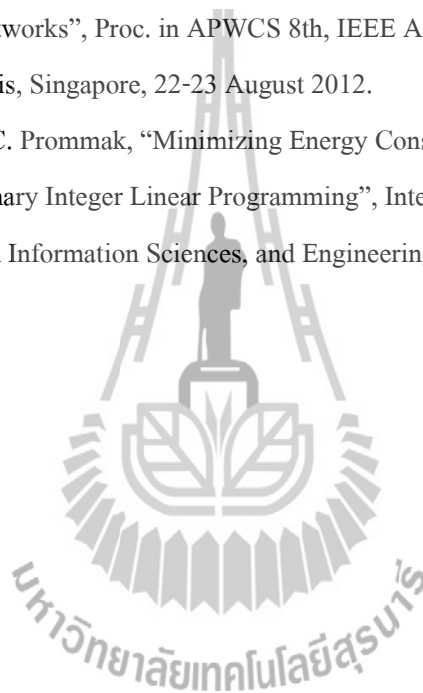 tworks”, Proc. in APWCS 8th, IEEE A
is, Singapore, 22-23 August 2012.
C. Prommak, “Minimizing Energy Cons
nary Integer Linear Programming”, Inte
Information Sciences, and Engineering
มหาวิทยาลัยเทคโนโลยีสุรนารี